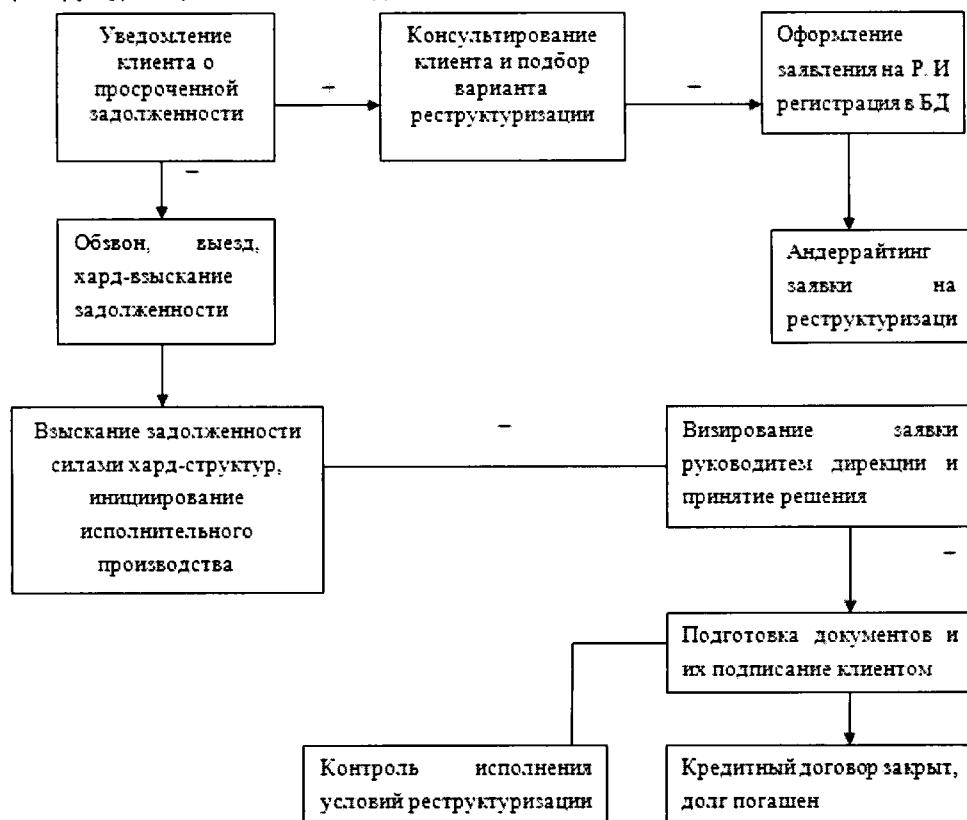 Уведомление
клиента о
просроченной
задолженности
Консультирование
клиента и подбор
варианта
реструктуризации
Оформление
заявления на Р. И
регистрация в БД
Обзвон, выезд,
хард-взыскание
задолженности
Андеррайтинг
заявки на
реструктуризаци
Взыскание задолженности
силами хард-структур,
инициирование
исполнительного
производства
Визирование заявки
руководитем дирекции и
принятие решения
Подготовка документов и
их подписание клиентом
Контроль исполнения
условий реструктуризации
Кредитный договор закрыт,
долг погашен